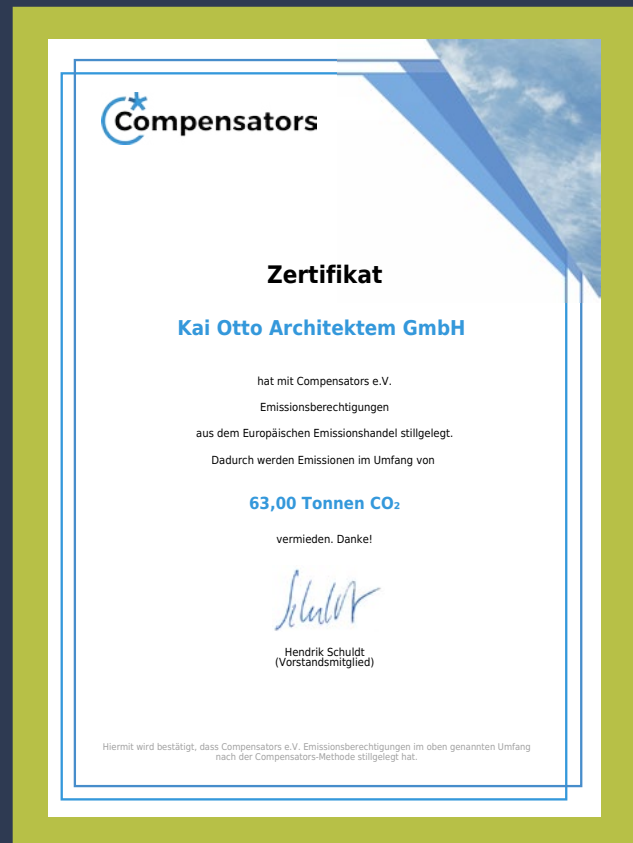 Compensators
Zertifikat
Kai Otto Architektem GmbH
hat mit Compensators e.V.
Emissionsberechtigungen
aus dem Europäischen Emissionshandel stillgelegt.
Dadurch werden Emissionen im Umfang von
63,00 Tonnen CO₂
vermieden. Danke!
Schuldt
Hendrik Schuldt
(Vorstandsmitglied)
Hiermit wird bestätigt, dass Compensators e.V. Emissionsberechtigungen im oben genannten Umfang
nach der Compensators-Methode stillgelegt hat.